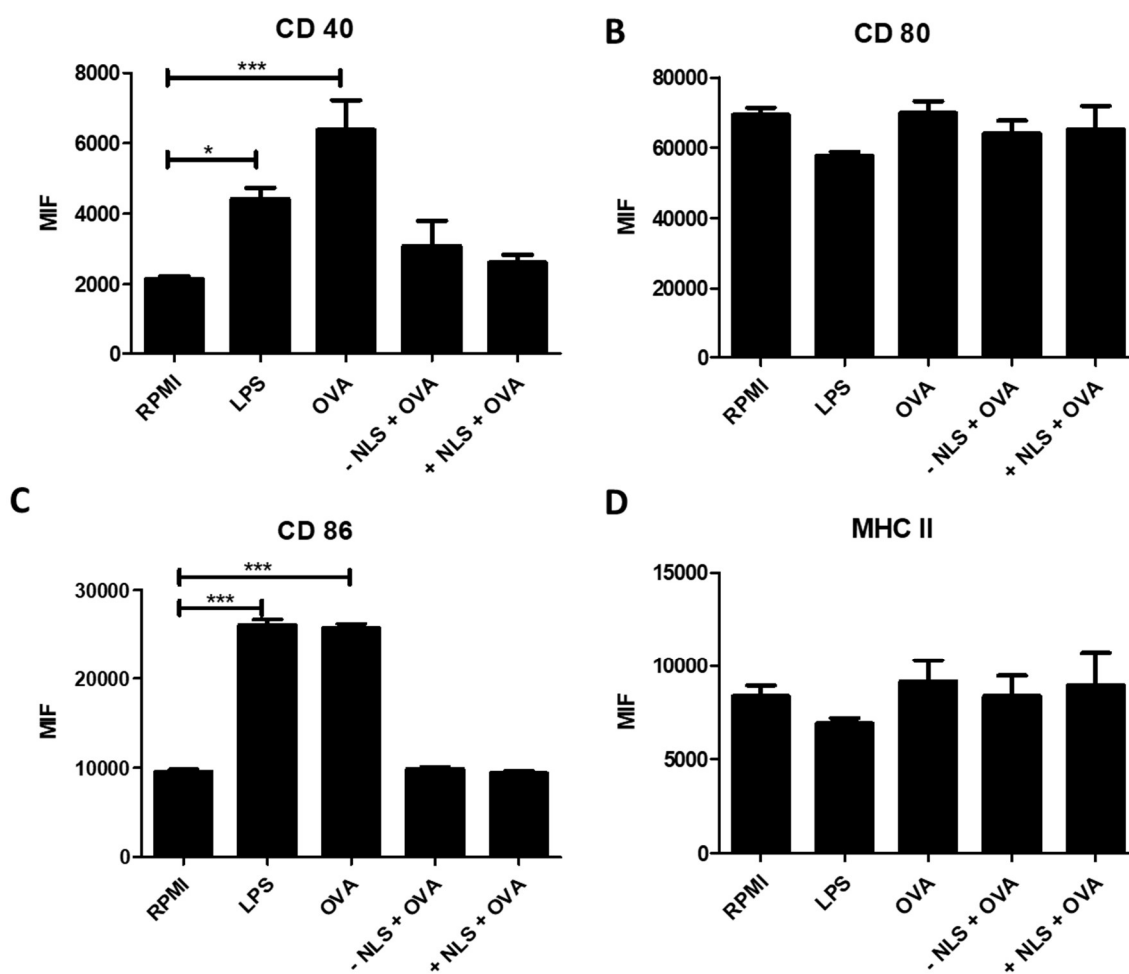 CD 40
***
*
MIF
8000
6000
4000
2000
0
RPMI
LPS
OVA
- NLS + OVA
+ NLS + OVA
B
CD 80
MIF
80000
60000
40000
20000
0
RPMI
LPS
OVA
- NLS + OVA
+ NLS + OVA
C
CD 86
***
***
MIF
30000
20000
10000
0
RPMI
LPS
OVA
- NLS + OVA
+ NLS + OVA
D
MHC II
MIF
15000
10000
5000
0
RPMI
LPS
OVA
- NLS + OVA
+ NLS + OVA